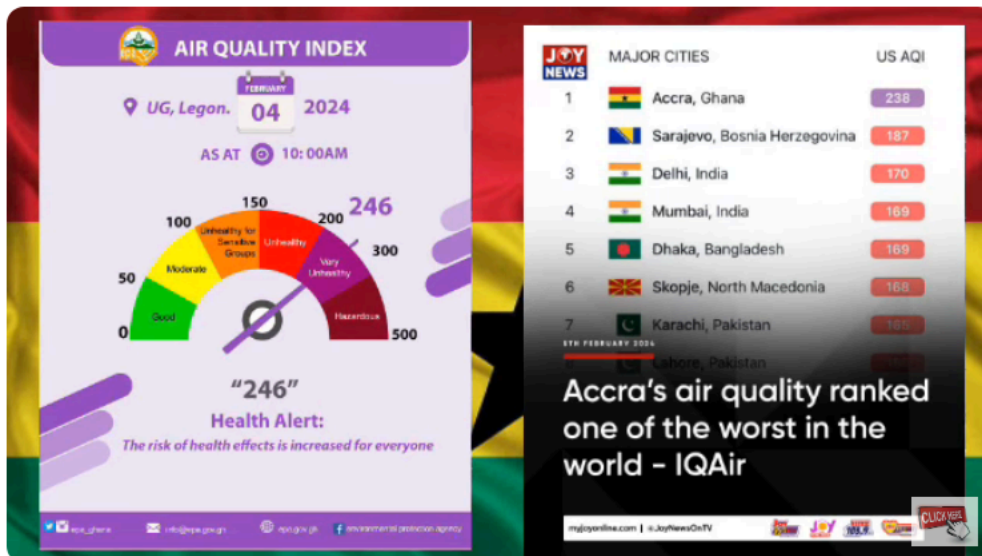 AIR QUALITY INDEX
FEBRUARY
UG, Legon. 04 2024
AS AT 10:00AM
246
0
50
100
150
200
300
500
Good
Moderate
Unhealthy for
Sensitive
Groups
Unhealthy
Very
Unhealthy
Hazardous
“246”
Health Alert:
The risk of health effects is increased for everyone
epa_ghana info@epa.gov.gh epa.gov.gh environmental protection agency
JOY
NEWS
MAJOR CITIES US AQI
1 Accra, Ghana 238
2 Sarajevo, Bosnia Herzegovina 187
3 Delhi, India 170
4 Mumbai, India 169
5 Dhaka, Bangladesh 169
6 Skopje, North Macedonia 168
7 Karachi, Pakistan 165
Lahore, Pakistan
5TH FEBRUARY 2024
Accra’s air quality ranked
one of the worst in the
world - IQAir
myjoyonline.com | @JoyNewsOnTV
JOY
CLICK HERE